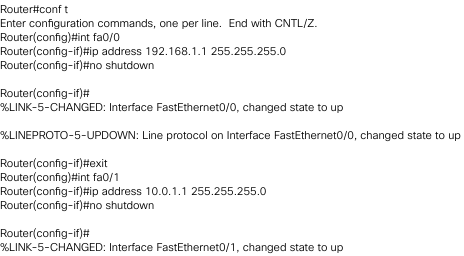 Router#conf t
Enter configuration commands, one per line.  End with CNTL/Z.
Router(config)#int fa0/0
Router(config-if)#ip address 192.168.1.1 255.255.255.0
Router(config-if)#no shutdown
Router(config-if)#
%LINK-5-CHANGED: Interface FastEthernet0/0, changed state to up
%LINEPROTO-5-UPDOWN: Line protocol on Interface FastEthernet0/0, changed state to up
Router(config-if)#exit
Router(config)#int fa0/1
Router(config-if)#ip address 10.0.1.1 255.255.255.0
Router(config-if)#no shutdown
Router(config-if)#
%LINK-5-CHANGED: Interface FastEthernet0/1, changed state to up